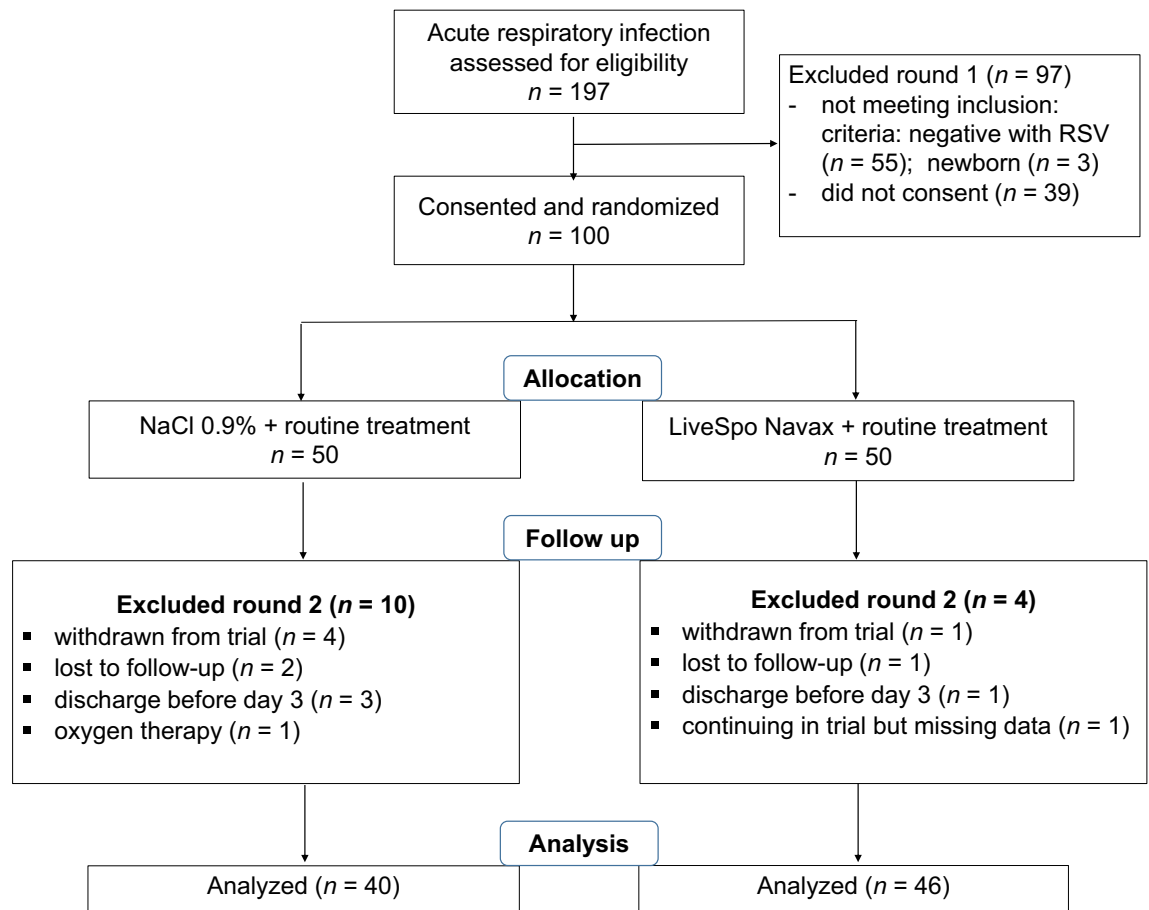 Acute respiratory infection
assessed for eligibility
n = 197
Excluded round 1 (n = 97)
- not meeting inclusion:
criteria: negative with RSV
(n = 55); newborn (n = 3)
- did not consent (n = 39)
Consented and randomized
n = 100
Allocation
NaCl 0.9% + routine treatment
n = 50
LiveSpo Navax + routine treatment
n = 50
Follow up
Excluded round 2 (n = 10)
▪ withdrawn from trial (n = 4)
▪ lost to follow-up (n = 2)
▪ discharge before day 3 (n = 3)
▪ oxygen therapy (n = 1)
Excluded round 2 (n = 4)
▪ withdrawn from trial (n = 1)
▪ lost to follow-up (n = 1)
▪ discharge before day 3 (n = 1)
▪ continuing in trial but missing data (n = 1)
Analysis
Analyzed (n = 40)
Analyzed (n = 46)